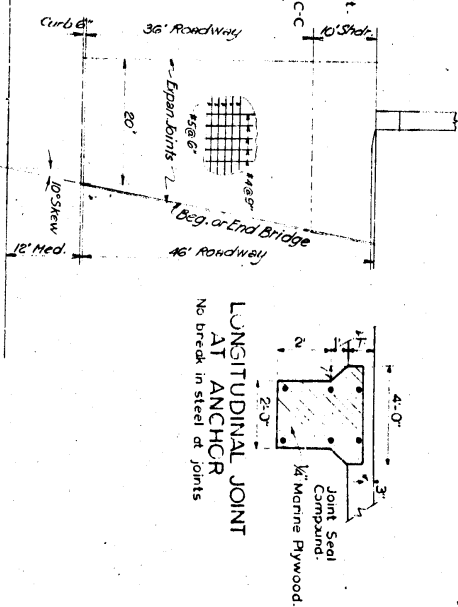 Curb 6"
36' Roadway
10' Shdr.
t.
C-C
20'
Expan Joints
#5@6"
#4@9"
10° Skew
Beg. or End Bridge
12' Med.
46' Roadway
4'-0"
3"
2'
2'-0"
Joint Seal
Compound.
1/4" Marine Plywood.
LONGITUDINAL JOINT
AT ANCHOR
No break in steel at joints